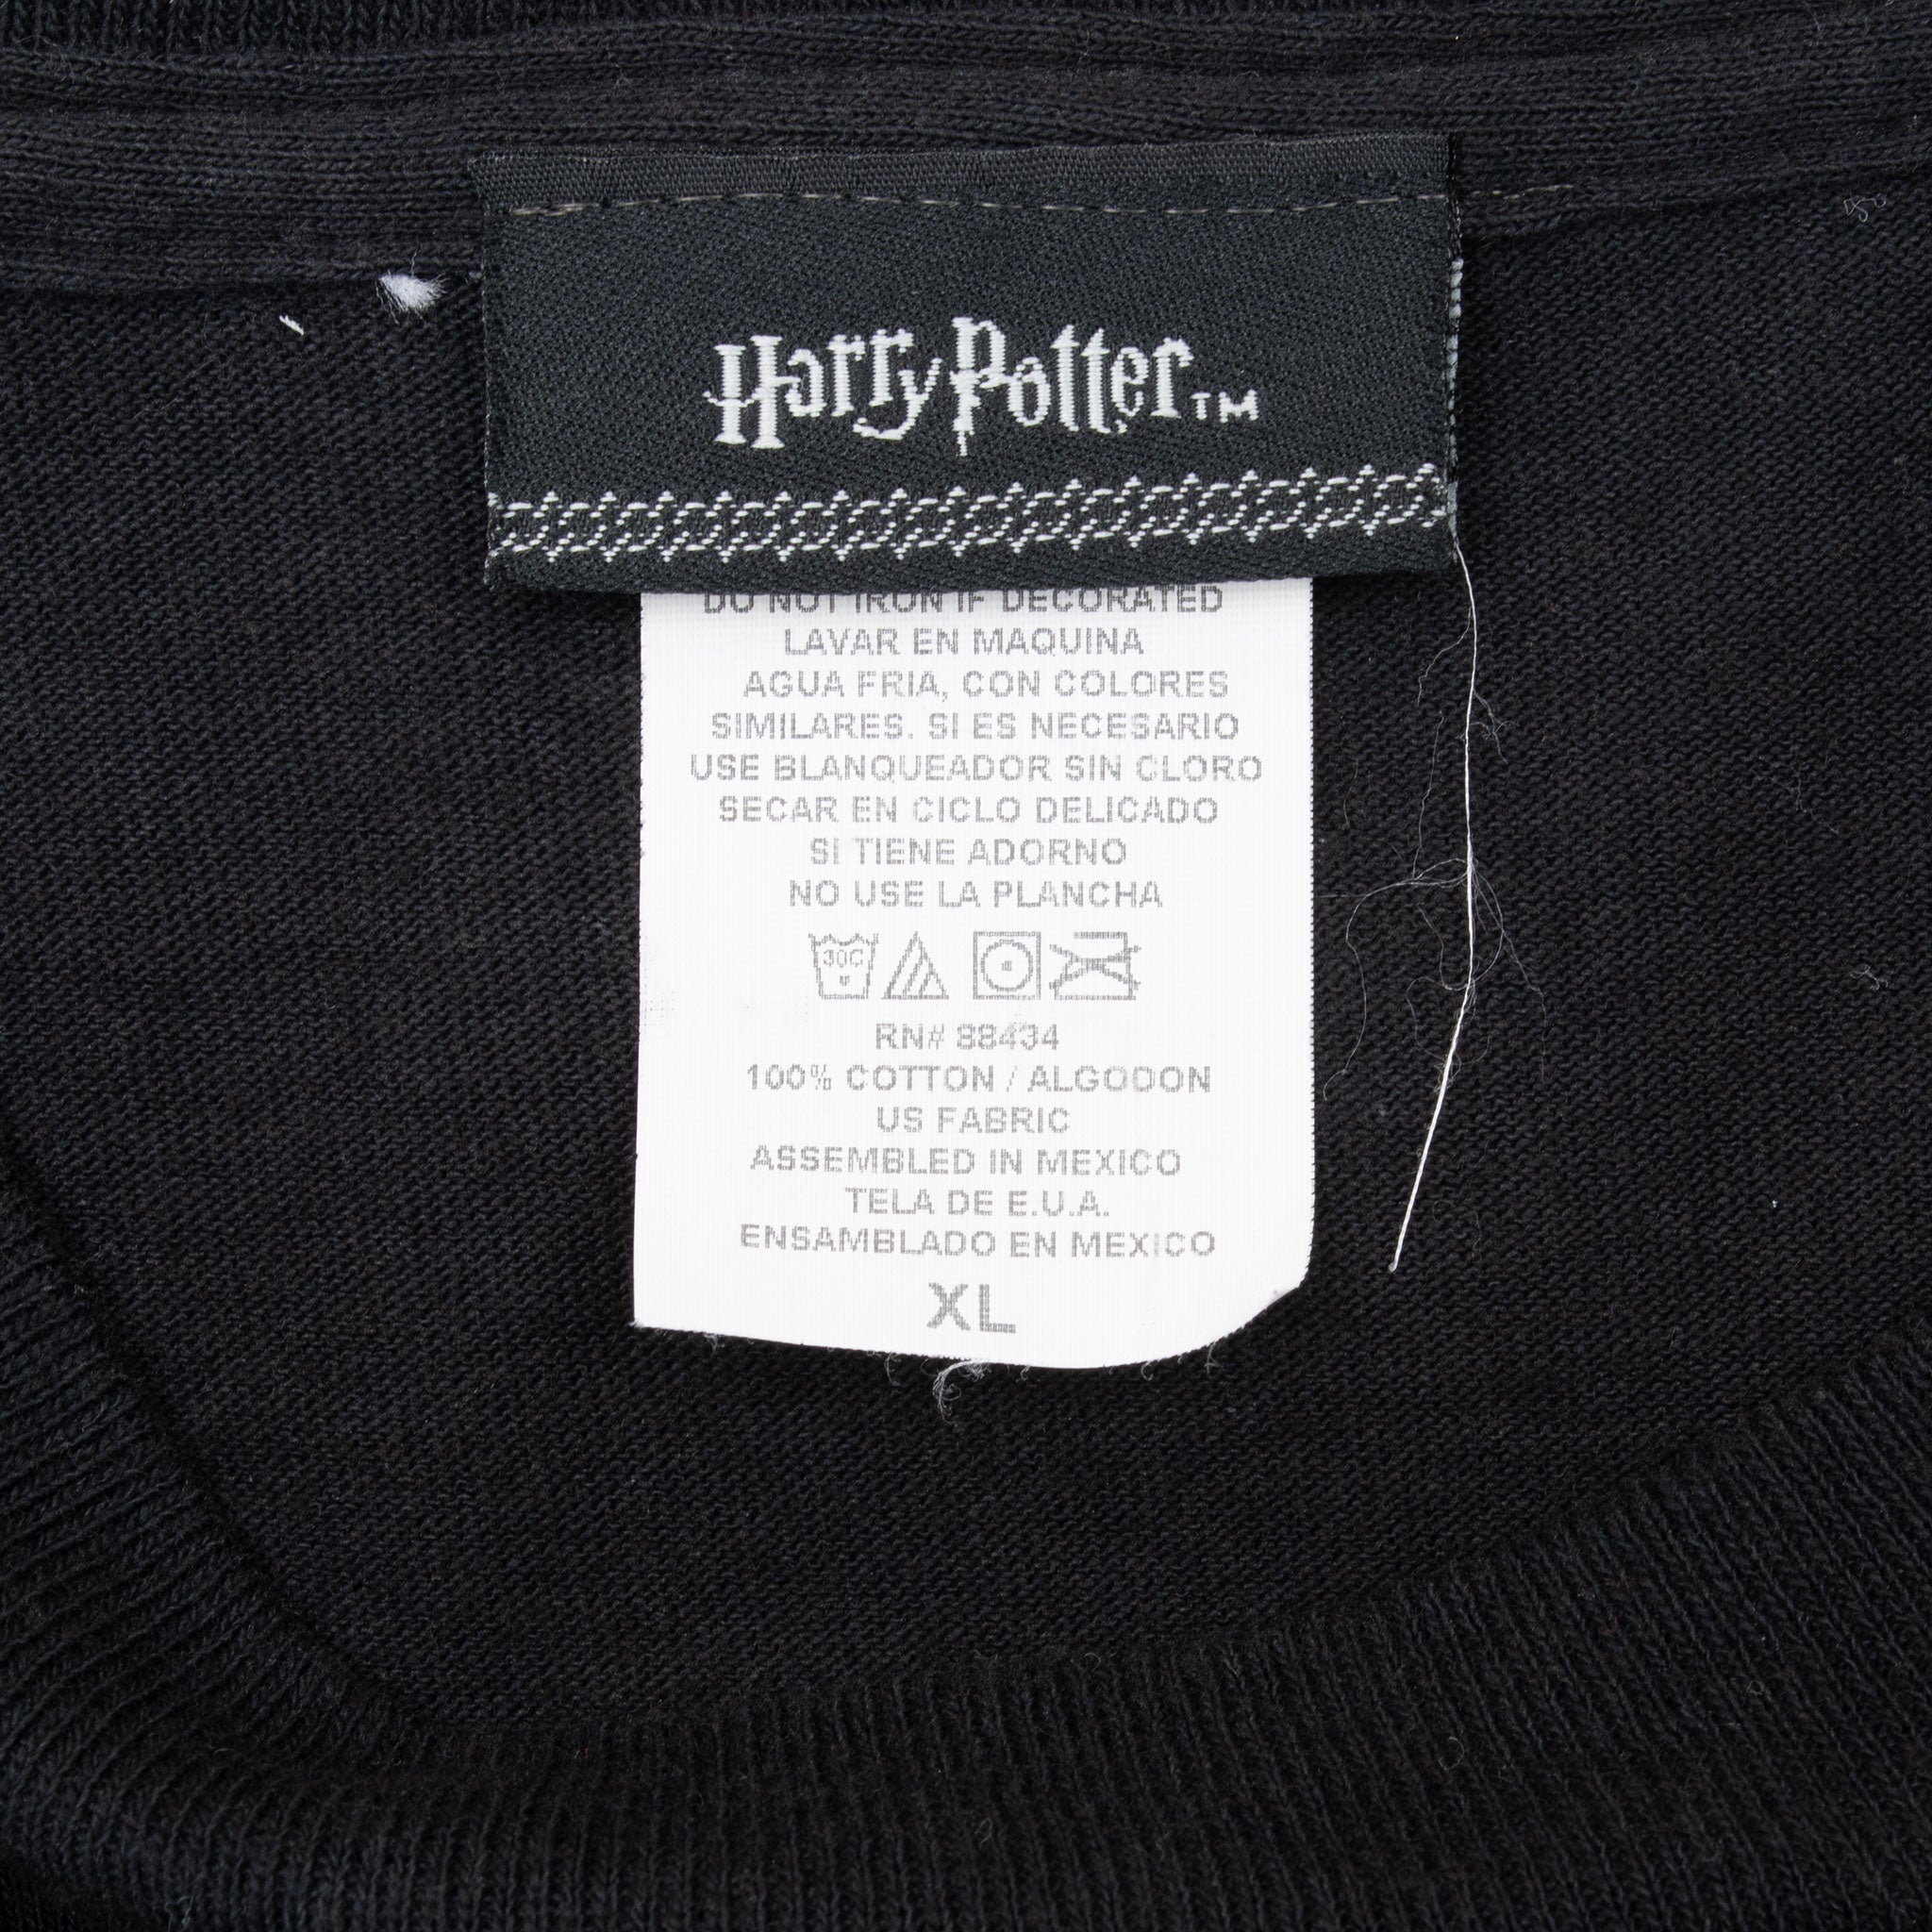 Harry Potter™
DO NOT IRON IF DECORATED
LAVAR EN MAQUINA
AGUA FRIA, CON COLORES
SIMILARES. SI ES NECESARIO
USE BLANQUEADOR SIN CLORO
SECAR EN CICLO DELICADO
SI TIENE ADORNO
NO USE LA PLANCHA
30C
RN# 88434
100% COTTON / ALGODON
US FABRIC
ASSEMBLED IN MEXICO
TELA DE E.U.A.
ENSAMBLADO EN MEXICO
XL